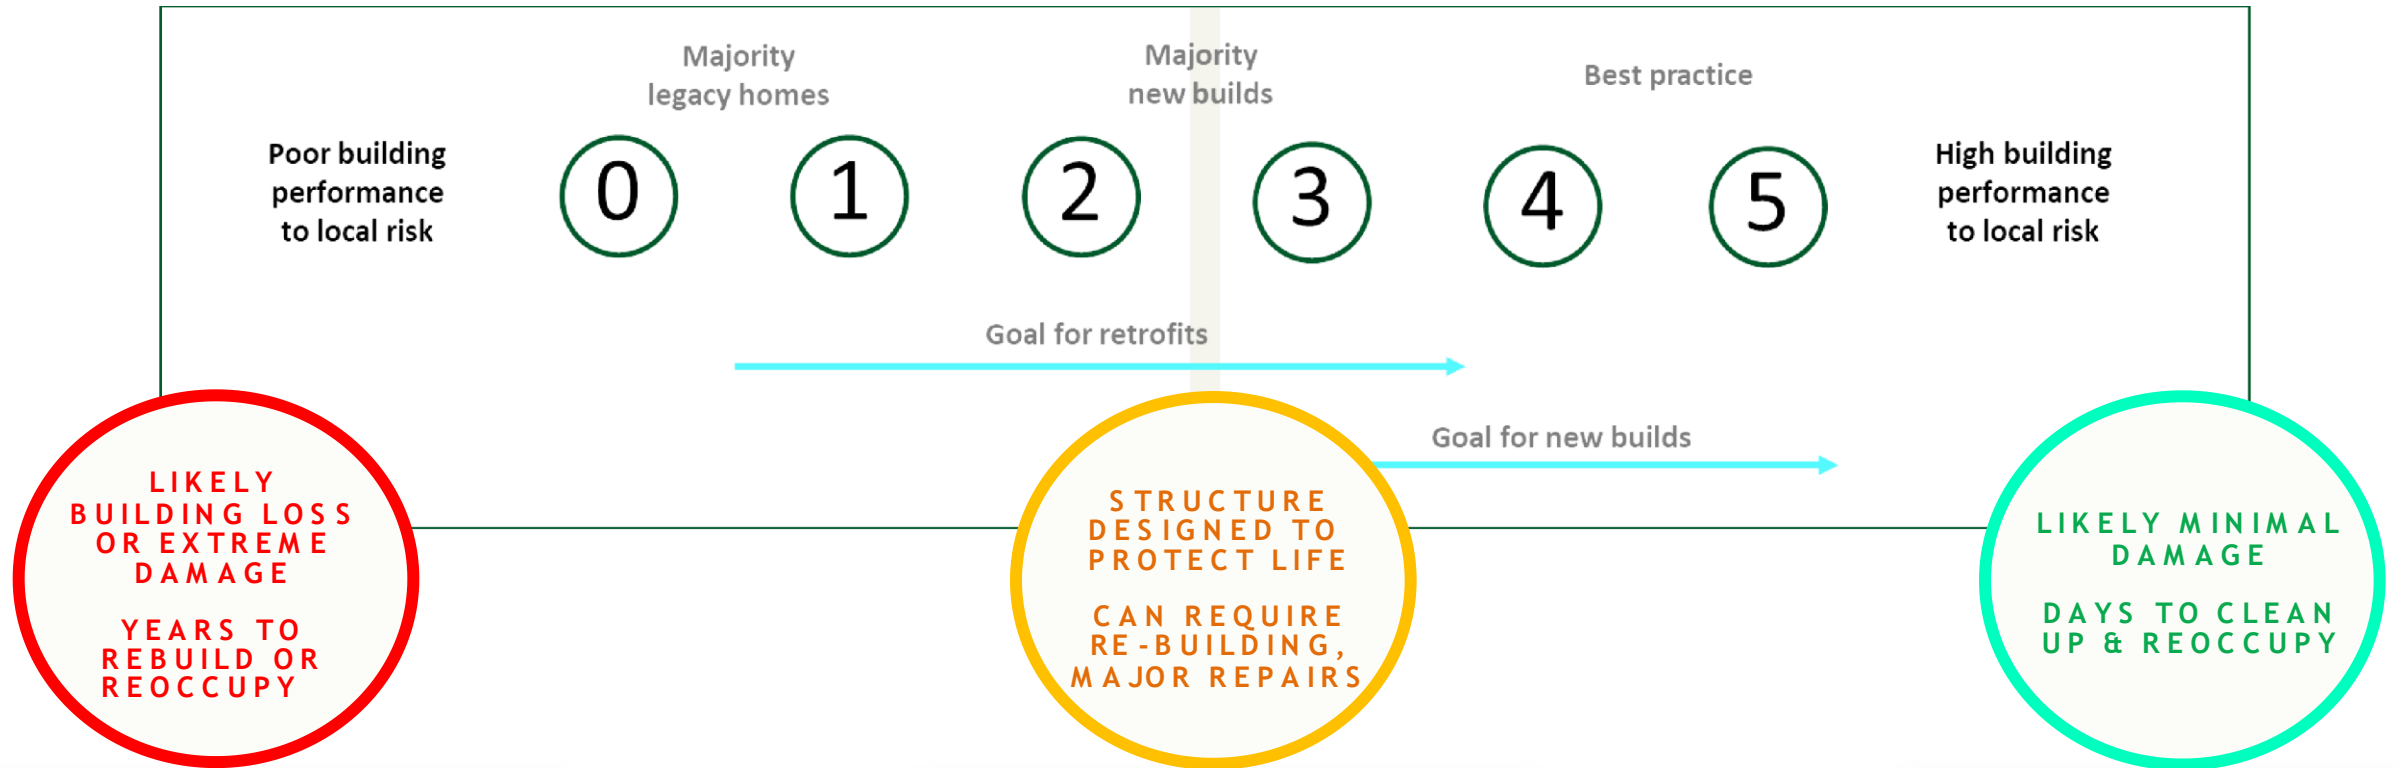 Majority
legacy homes
Majority
new builds
Best practice
Poor building
performance
to local risk
0
1
2
3
4
5
High building
performance
to local risk
Goal for retrofits
Goal for new builds
LIKELY
BUILDING LOSS
OR EXTREME
DAMAGE
YEARS TO
REBUILD OR
REOCCUPY
STRUCTURE
DESIGNED TO
PROTECT LIFE
CAN REQUIRE
RE-BUILDING,
MAJOR REPAIRS
LIKELY MINIMAL
DAMAGE
DAYS TO CLEAN
UP & REOCCUPY